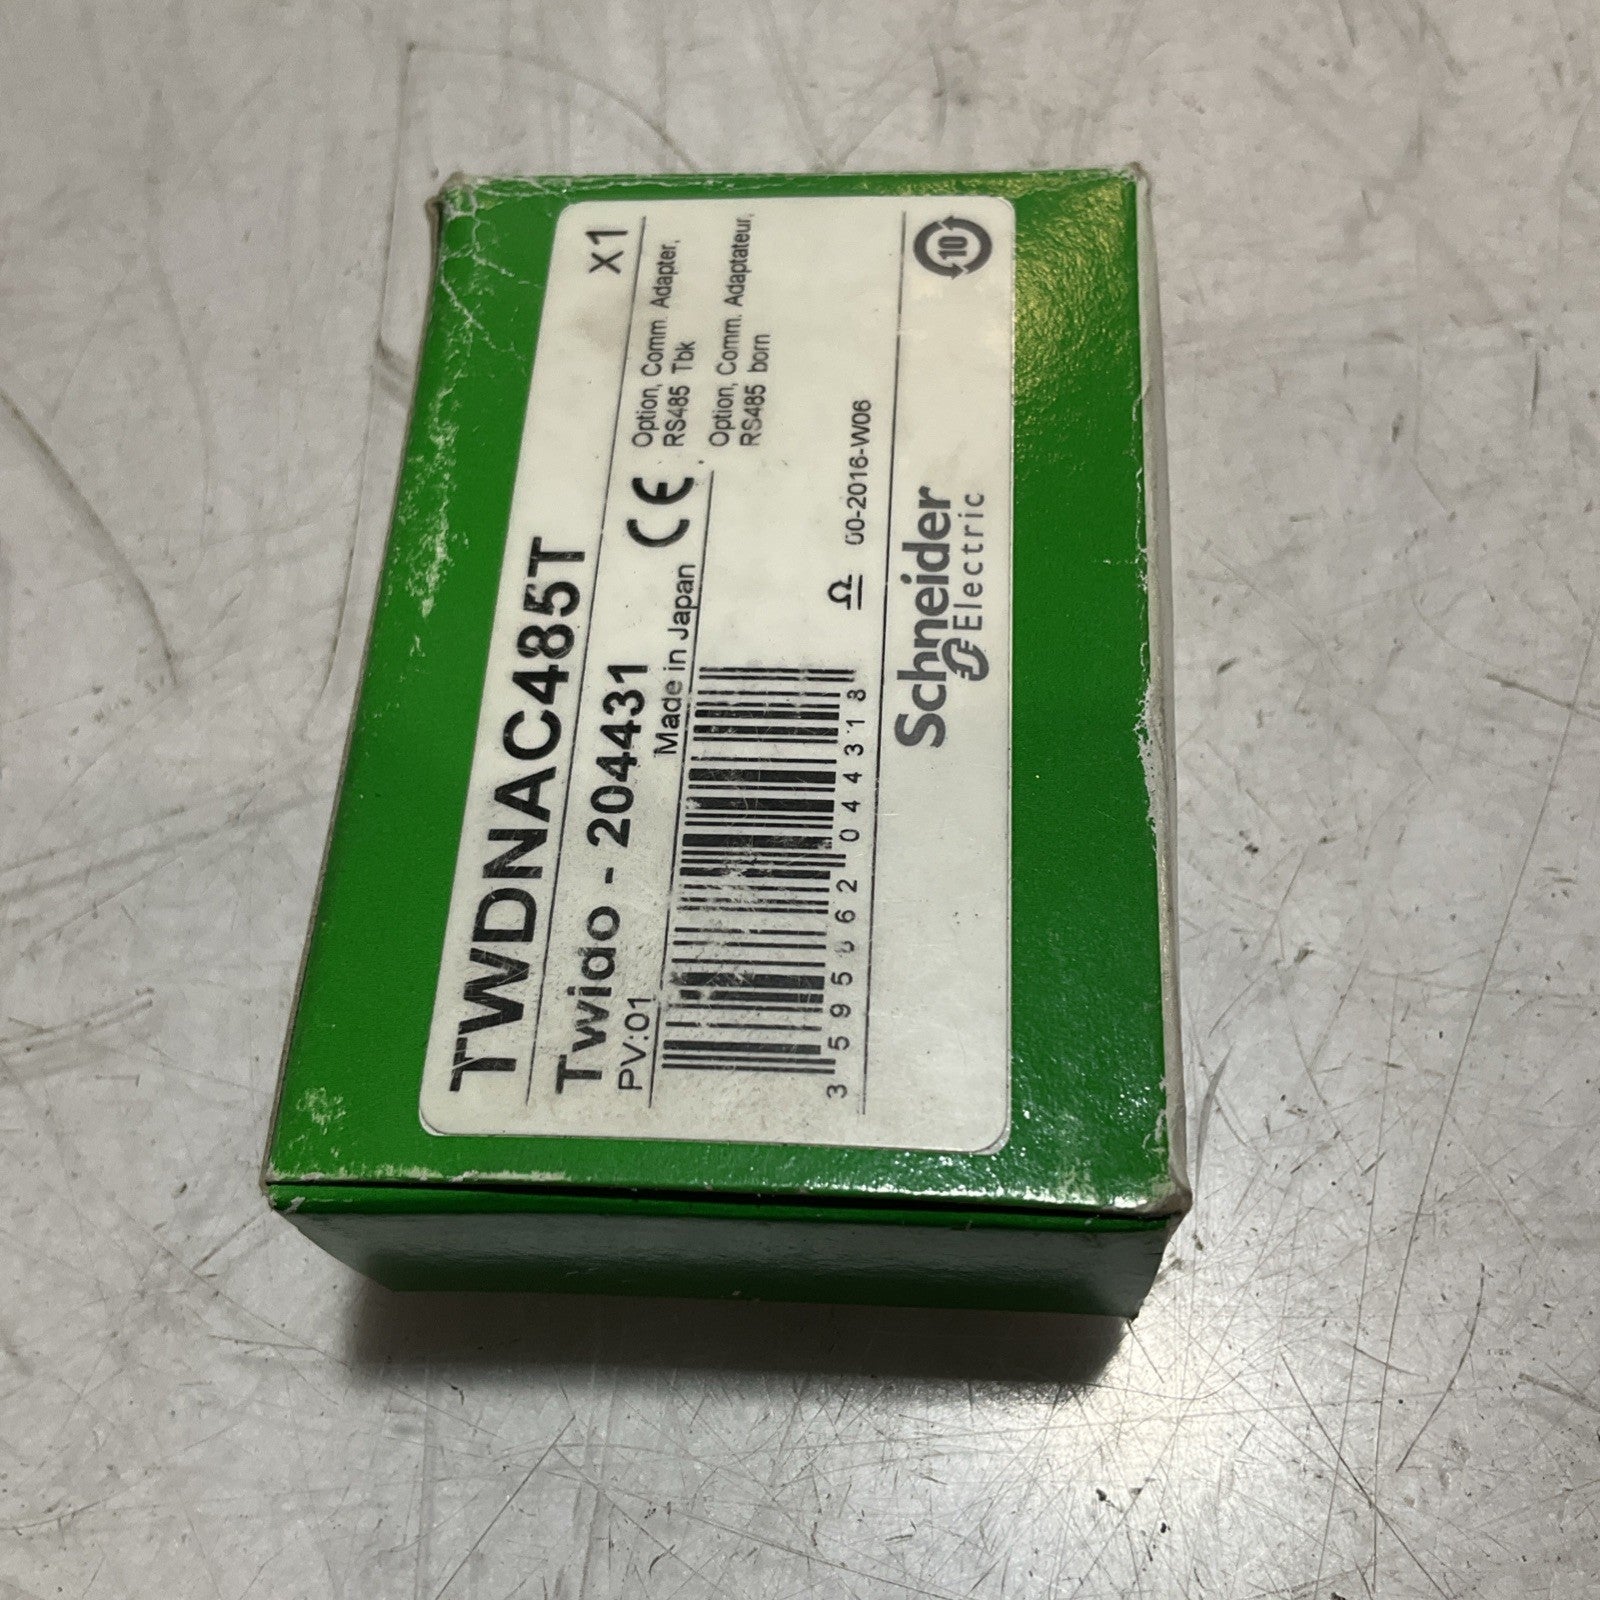 TWDNAC485T
X1
Twido - 204431
PV:01
Made in Japan
CE
Option, Comm. Adapter,
RS485 Tbk
Option, Comm. Adaptateur,
RS485 born
3 595862 044318
00-2016-W06
Schneider
Electric
10